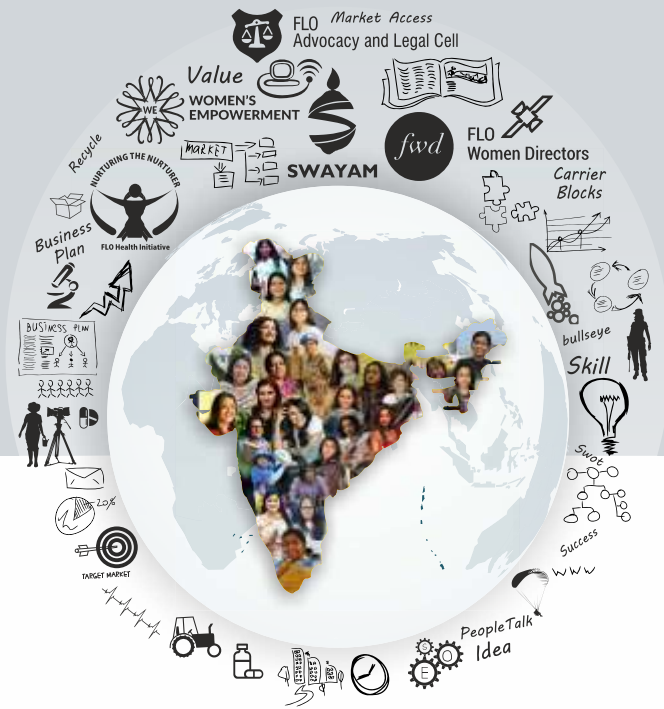 FLO Market Access
Advocacy and Legal Cell
Value
WE
WOMEN'S
EMPOWERMENT
SWAYAM
fwd
FLO
Women Directors
Recycle
MARKET
NURTURING THE NURTURER
FLO Health Initiative
Carrier
Blocks
Business
Plan
BUSINESS PLAN
bullseye
Skill
Swot
20%
TARGET MARKET
Success
WWW
PeopleTalk
Idea
S
E
O